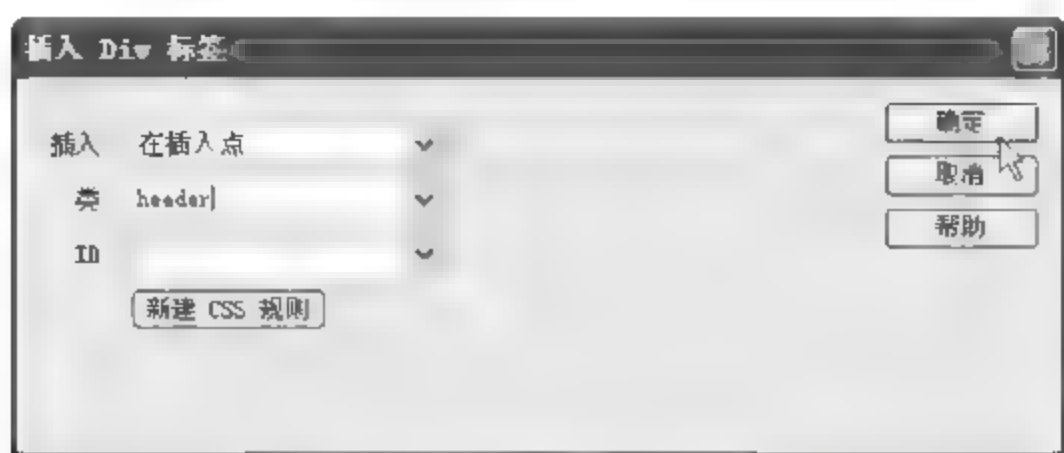 插入 Div 标签
插入 在插入点
类 header
ID
新建 CSS 规则
确定
取消
帮助